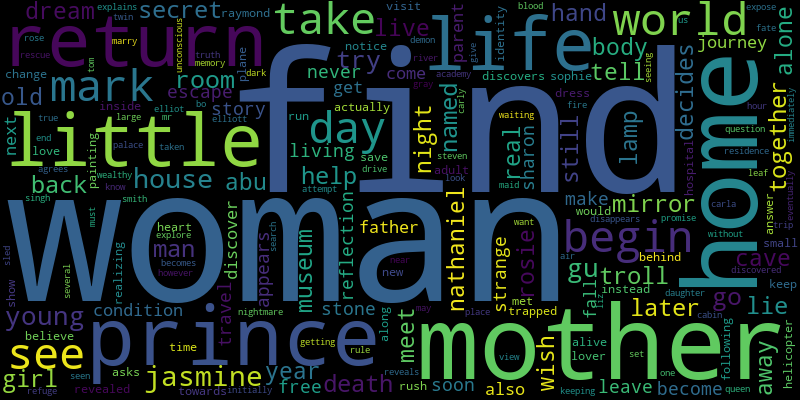 dream
secret
raymond
take
live
parent
world
old
mark
return
find
life
room
escape
try
come
hand
body
tell
journey
alone
little
day
night
named
real
sharon
lamp
still
decides
home
together
next
back
house
abu
help
living
story
never
woman
man
father
museum
reflection
nathaniel
strange
rosie
gu
troll
mirror
begin
cave
go
lie
later
young
condition
prince
see
girl
jasmine
year
free
death
stone
meet
rush
soon
also
mother
wish
leave
become
away
discover
appears
travel
explains
twin
rose
rescue
marry
unconscious
truth
memory
dark
visit
demon
river
academy
notice
identity
blood
give
discovers
sophie
us
fate
expose
change
love
end
true
inside
large
elliot
mr
bo
elliott
palace
taken
wealthy
know
painting
agrees
singh
smith
must
heart
explore
becomes
however
realizing
several
sled
show
believe
seen
refuge
asks
revealed
time
towards
initially
nightmare
getting
rule
actually
get
run
save
drive
adult
look
attempt
search
near
new
along
may
place
view
reveals
steven
carly
waiting
maid
dress
fire
want
air
met
trapped
fall
liz
alive
lover
set
make
would
disappears
instead
behind
promise
daughter
cabin
one
keeping
queen
following
hospital
seeing
question
residence
hour
immediately
leaf
carla
without
answer
eventually
trip
small
keep
discovered
helicopter